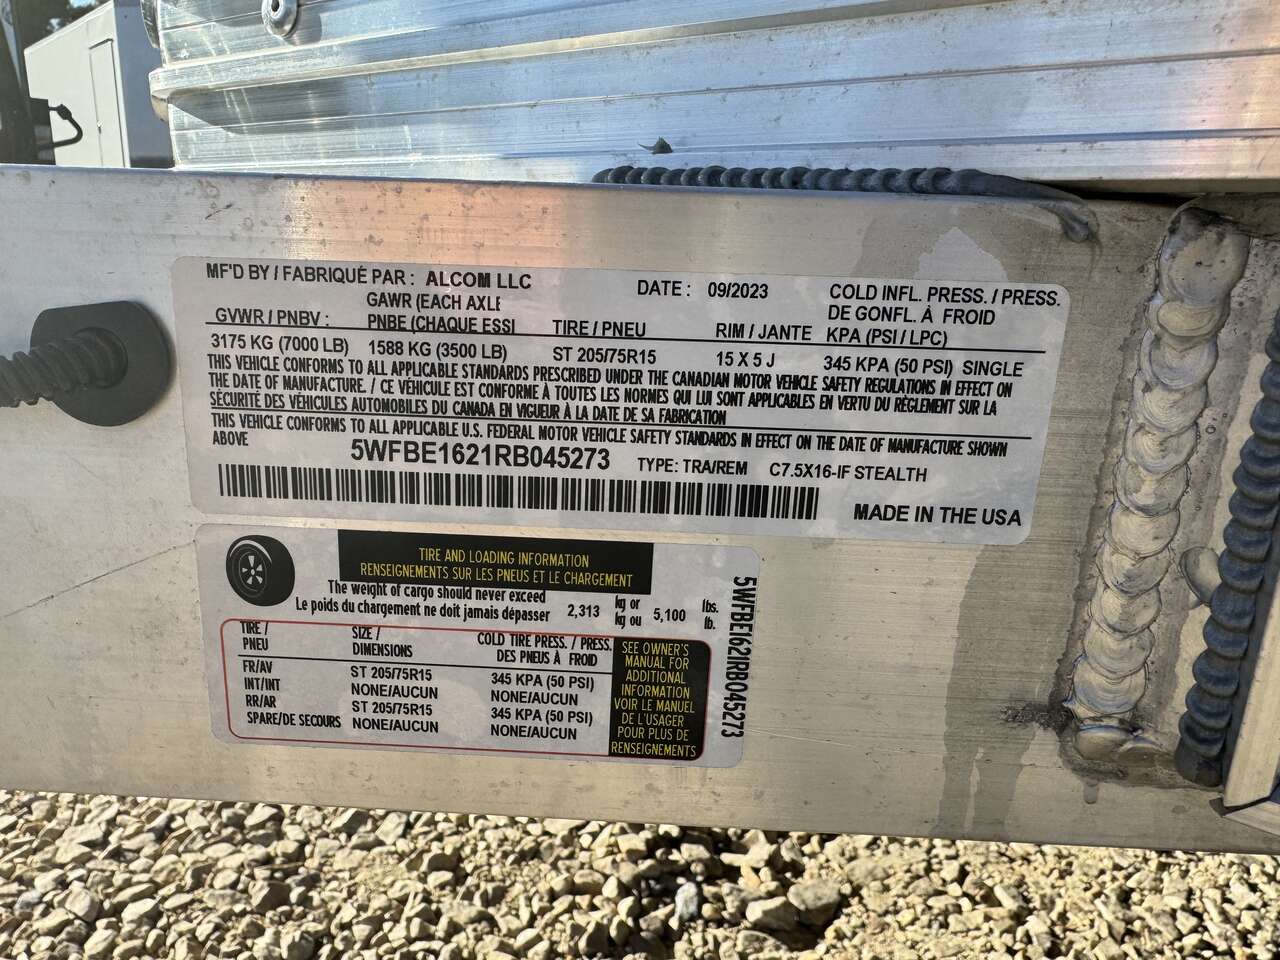 MF'D BY / FABRIQUÉ PAR : ALCOM LLC DATE : 09/2023 COLD INFL. PRESS. / PRESS.
GAWR (EACH AXLE DE GONFL. À FROID
GVWR / PNBV : PNBE (CHAQUE ESSI TIRE / PNEU RIM / JANTE KPA (PSI / LPC)
3175 KG (7000 LB) 1588 KG (3500 LB) ST 205/75R15 15 X 5 J 345 KPA (50 PSI) SINGLE
THIS VEHICLE CONFORMS TO ALL APPLICABLE STANDARDS PRESCRIBED UNDER THE CANADIAN MOTOR VEHICLE SAFETY REGULATIONS IN EFFECT ON
THE DATE OF MANUFACTURE. / CE VÉHICULE EST CONFORME À TOUTES LES NORMES QUI LUI SONT APPLICABLES EN VERTU DU RÈGLEMENT SUR LA
SÉCURITÉ DES VÉHICULES AUTOMOBILES DU CANADA EN VIGUEUR À LA DATE DE SA FABRICATION
THIS VEHICLE CONFORMS TO ALL APPLICABLE U.S. FEDERAL MOTOR VEHICLE SAFETY STANDARDS IN EFFECT ON THE DATE OF MANUFACTURE SHOWN
ABOVE
5WFBE1621RB045273 TYPE: TRA/REM C7.5X16-IF STEALTH
MADE IN THE USA
TIRE AND LOADING INFORMATION
RENSEIGNEMENTS SUR LES PNEUS ET LE CHARGEMENT
The weight of cargo should never exceed 2,313 kg or 5,100 lbs.
Le poids du chargement ne doit jamais dépasser kg ou lb.
TIRE / SIZE / COLD TIRE PRESS. / PRESS.
PNEU DIMENSIONS DES PNEUS À FROID
FR/AV ST 205/75R15 345 KPA (50 PSI)
INT/INT NONE/AUCUN NONE/AUCUN
RR/AR ST 205/75R15 345 KPA (50 PSI)
SPARE/DE SECOURS NONE/AUCUN NONE/AUCUN
SEE OWNER'S
MANUAL FOR
ADDITIONAL
INFORMATION
VOIR LE MANUEL
DE L'USAGER
POUR PLUS DE
RENSEIGNEMENTS
5WFBE1621RB045273